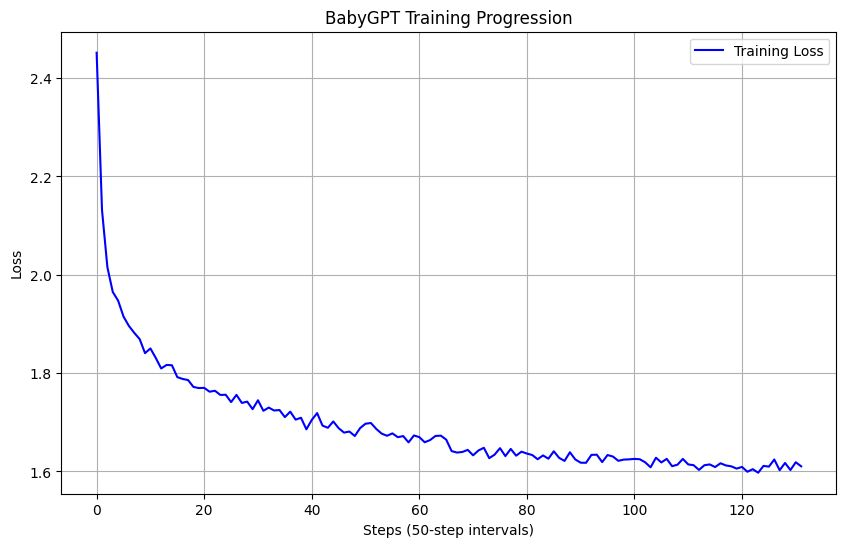 BabyGPT Training Progression
Training Loss
2.4
2.2
2.0
1.8
1.6
Loss
0 20 40 60 80 100 120
Steps (50-step intervals)